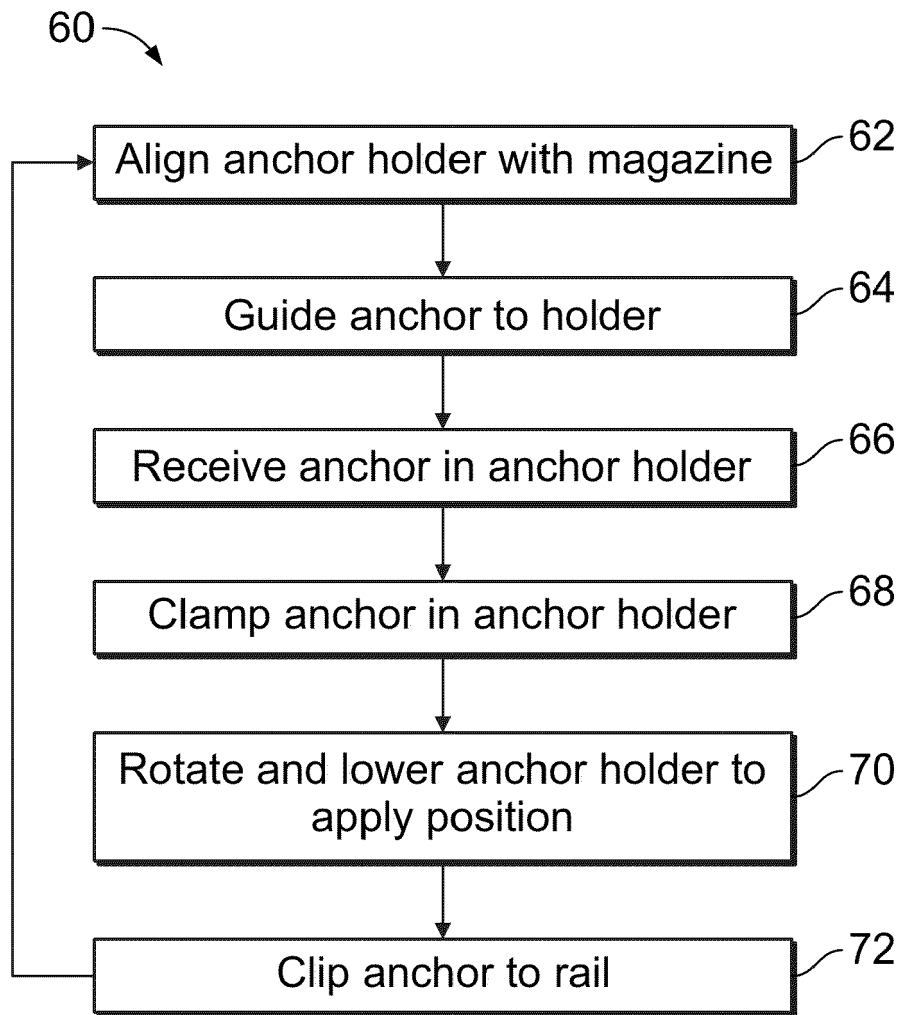 60
Align anchor holder with magazine
62
Guide anchor to holder
64
Receive anchor in anchor holder
66
Clamp anchor in anchor holder
68
Rotate and lower anchor holder to
apply position
70
Clip anchor to rail
72